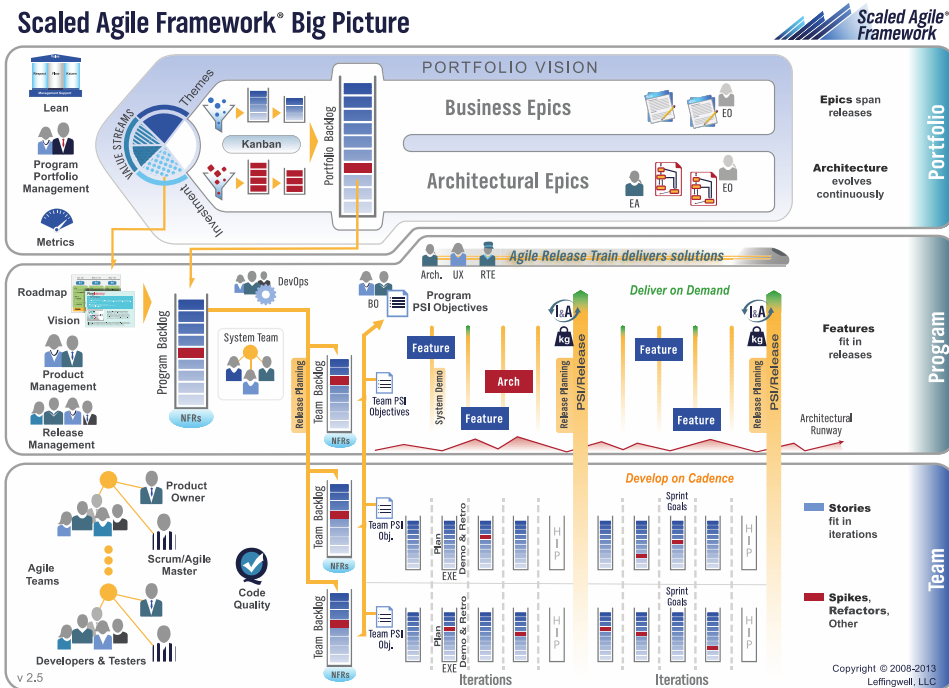 Scaled Agile Framework® Big Picture
Scaled Agile
Framework®
PORTFOLIO VISION
Management Support
Lean
Program
Portfolio
Management
Metrics
VALUE STREAMS
Themes
Investment
Kanban
Portfolio Backlog
Business Epics
EO
Architectural Epics
EA
EO
Epics span
releases
Architecture
evolves
continuously
Portfolio
Arch.
UX
RTE
Agile Release Train delivers solutions
Roadmap
Vision
Product
Management
Release
Management
Program Backlog
NFRs
DevOps
System Team
Release Planning
Team Backlog
NFRs
BO
Program
PSI Objectives
Team PSI
Objectives
Deliver on Demand
Feature
System Demo
Arch
Feature
I&A
kg
Release Planning
PSI/Release
Feature
Feature
I&A
kg
Release Planning
PSI/Release
Features
fit in
releases
Architectural
Runway
Program
Develop on Cadence
Product
Owner
Scrum/Agile
Master
Agile
Teams
Developers & Testers
Code
Quality
Team Backlog
NFRs
Team PSI
Obj.
Plan
EXE
Demo & Retro
HIP
Sprint
Goals
HIP
Team Backlog
NFRs
Team PSI
Obj.
Plan
EXE
Demo & Retro
HIP
Sprint
Goals
HIP
Iterations
Iterations
Stories
fit in
iterations
Spikes,
Refactors,
Other
Team
v 2.5
Copyright © 2008-2013
Leffingwell, LLC